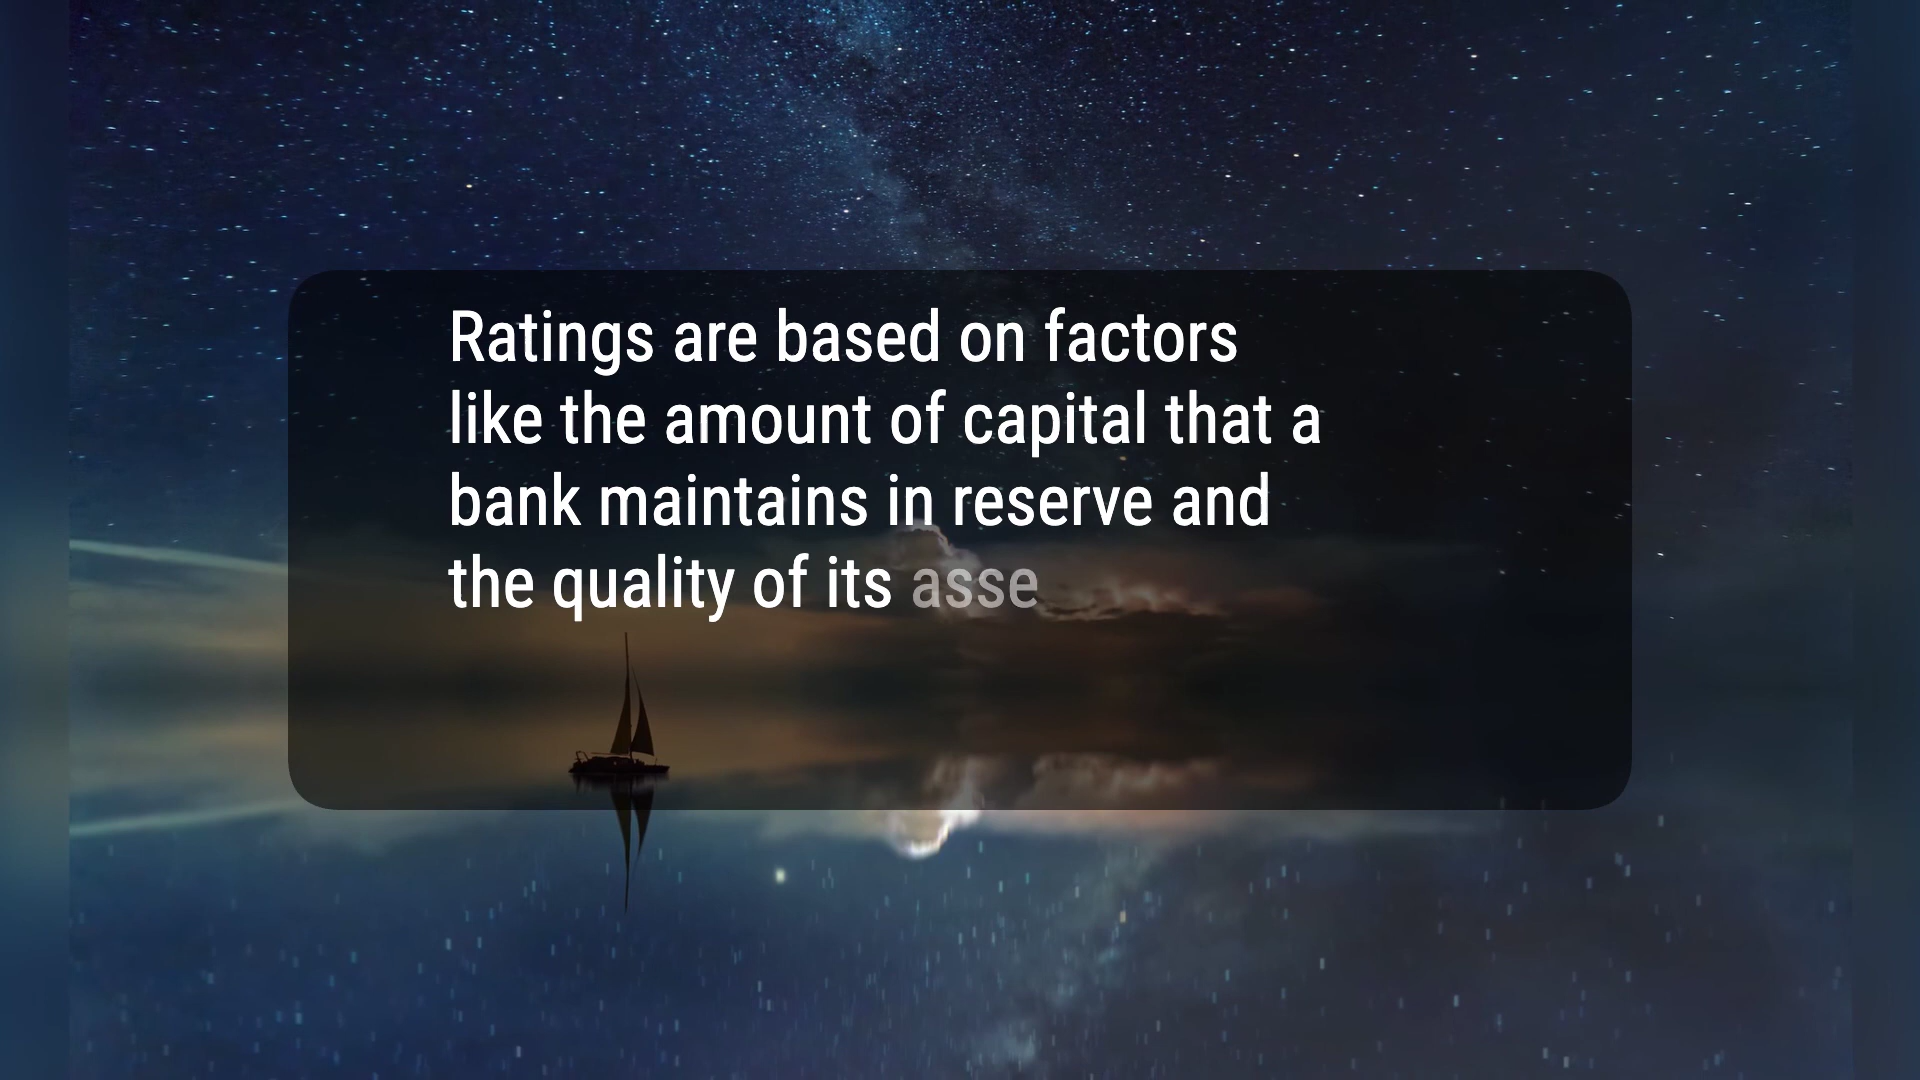 Ratings are based on factors
like the amount of capital that a
bank maintains in reserve and
the quality of its asse